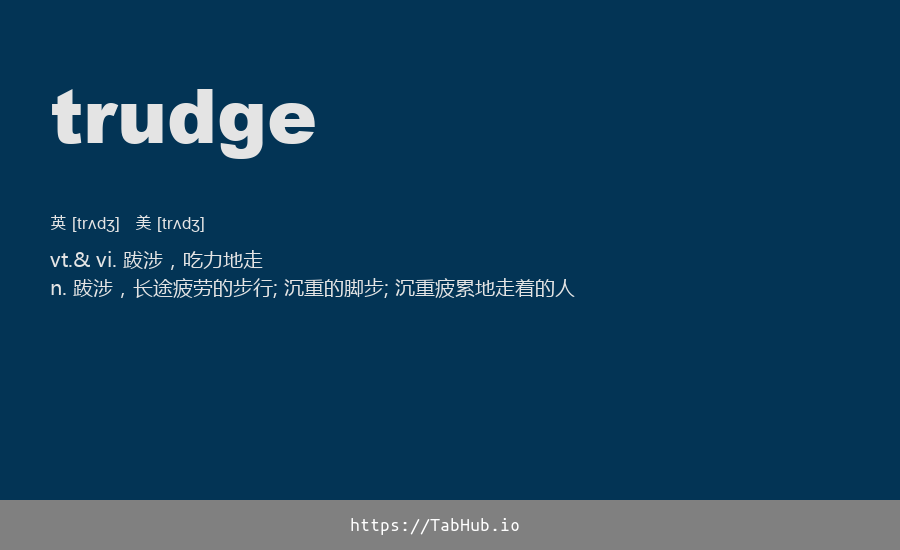 trudge
英 [trʌdʒ] 美 [trʌdʒ]
vt.& vi. 跋涉，吃力地走
n. 跋涉，长途疲劳的步行; 沉重的脚步; 沉重疲累地走着的人
https://TabHub.io